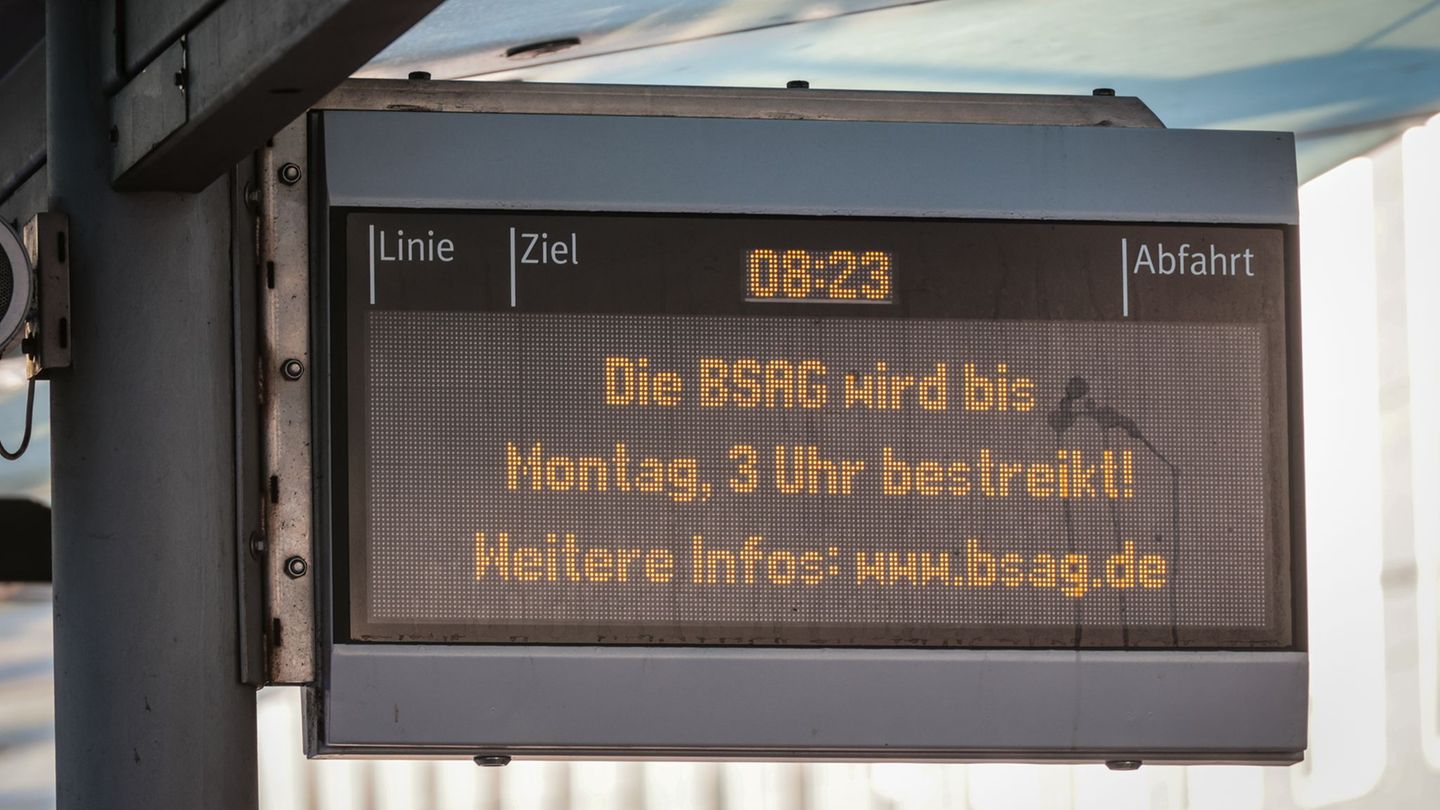 Linie Ziel 08:23 Abfahrt
Die BSAG wird bis
Montag, 3 Uhr bestreikt!
Weitere Infos: www.bsag.de